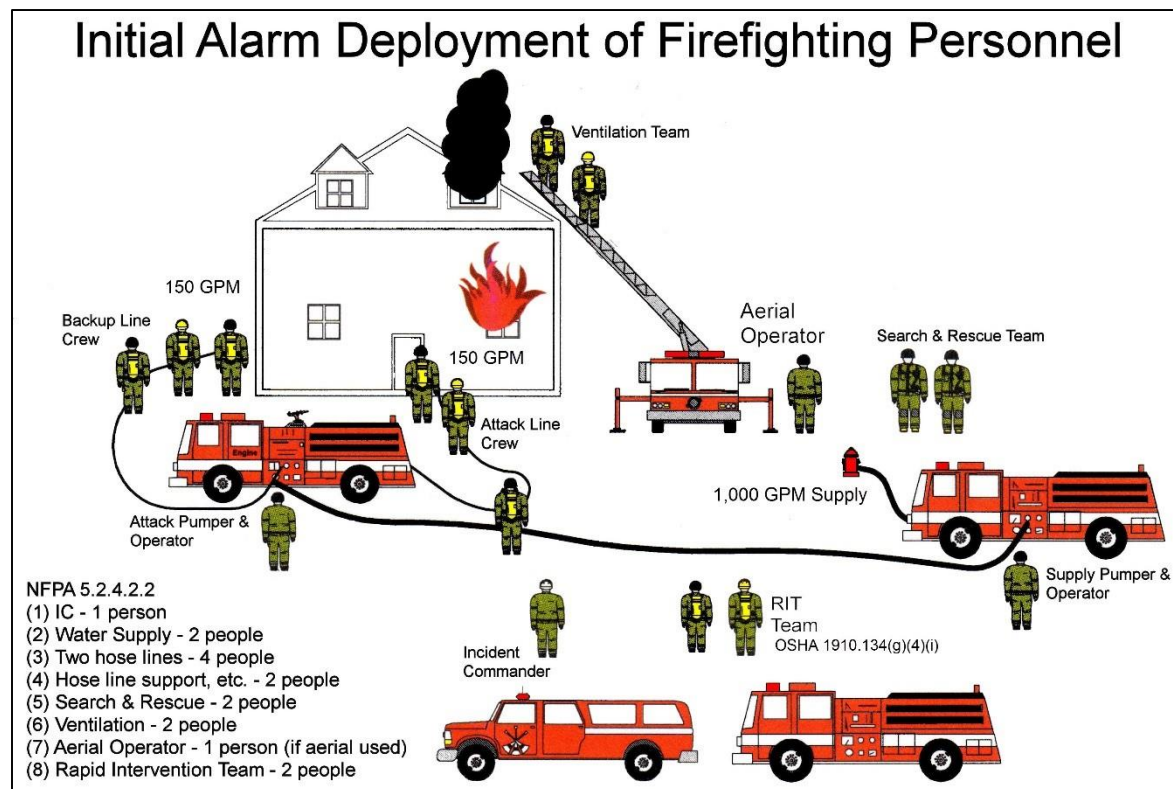 Initial Alarm Deployment of Firefighting Personnel
Ventilation Team
150 GPM
Backup Line
Crew
150 GPM
Aerial
Operator
Search & Rescue Team
Attack Line
Crew
Engine
1,000 GPM Supply
Attack Pumper &
Operator
Supply Pumper &
Operator
NFPA 5.2.4.2.2
(1) IC - 1 person
(2) Water Supply - 2 people
(3) Two hose lines - 4 people
(4) Hose line support, etc. - 2 people
(5) Search & Rescue - 2 people
(6) Ventilation - 2 people
(7) Aerial Operator - 1 person (if aerial used)
(8) Rapid Intervention Team - 2 people
Incident
Commander
RIT
Team
OSHA 1910.134(g)(4)(i)